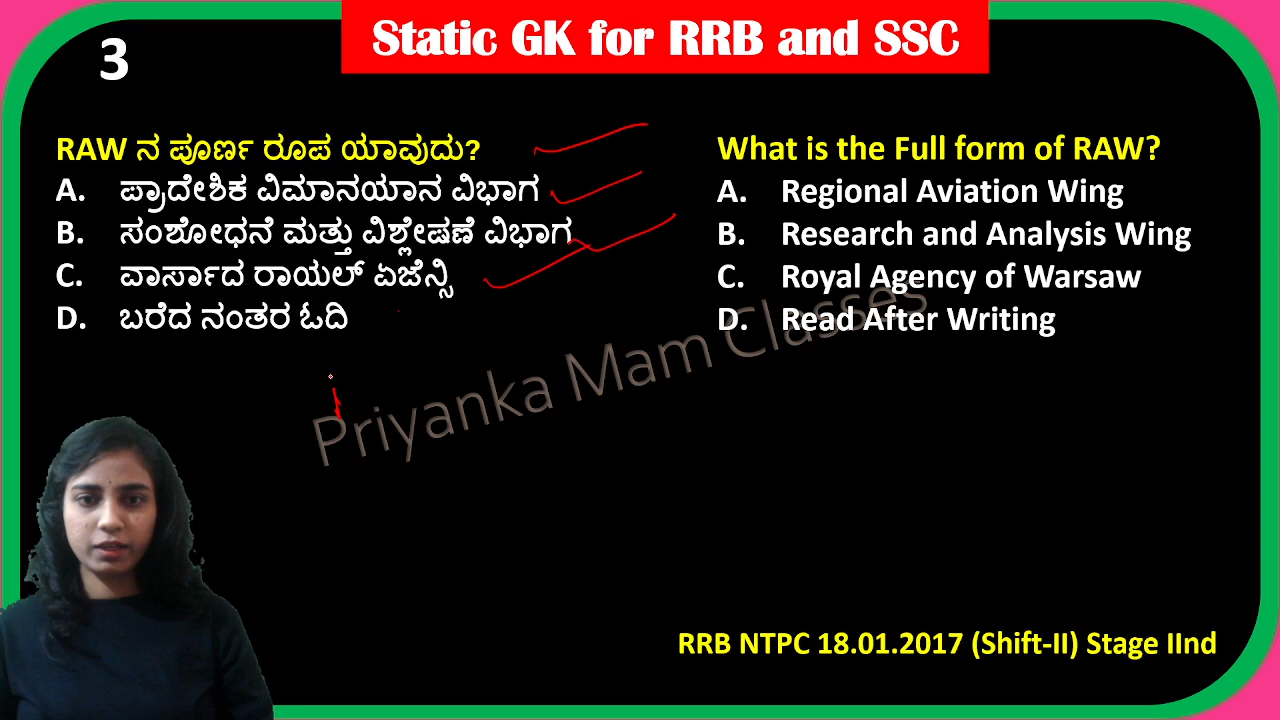 Static GK for RRB and SSC
3
RAW ನ ಪೂರ್ಣ ರೂಪ ಯಾವುದು?
A. ಪ್ರಾದೇಶಿಕ ವಿಮಾನಯಾನ ವಿಭಾಗ
B. ಸಂಶೋಧನೆ ಮತ್ತು ವಿಶ್ಲೇಷಣೆ ವಿಭಾಗ
C. ವಾರ್ಸಾದ ರಾಯಲ್ ಏಜೆನ್ಸಿ
D. ಬರೆದ ನಂತರ ಓದಿ
What is the Full form of RAW?
A. Regional Aviation Wing
B. Research and Analysis Wing
C. Royal Agency of Warsaw
D. Read After Writing
Priyanka Mam Classes
RRB NTPC 18.01.2017 (Shift-II) Stage IInd